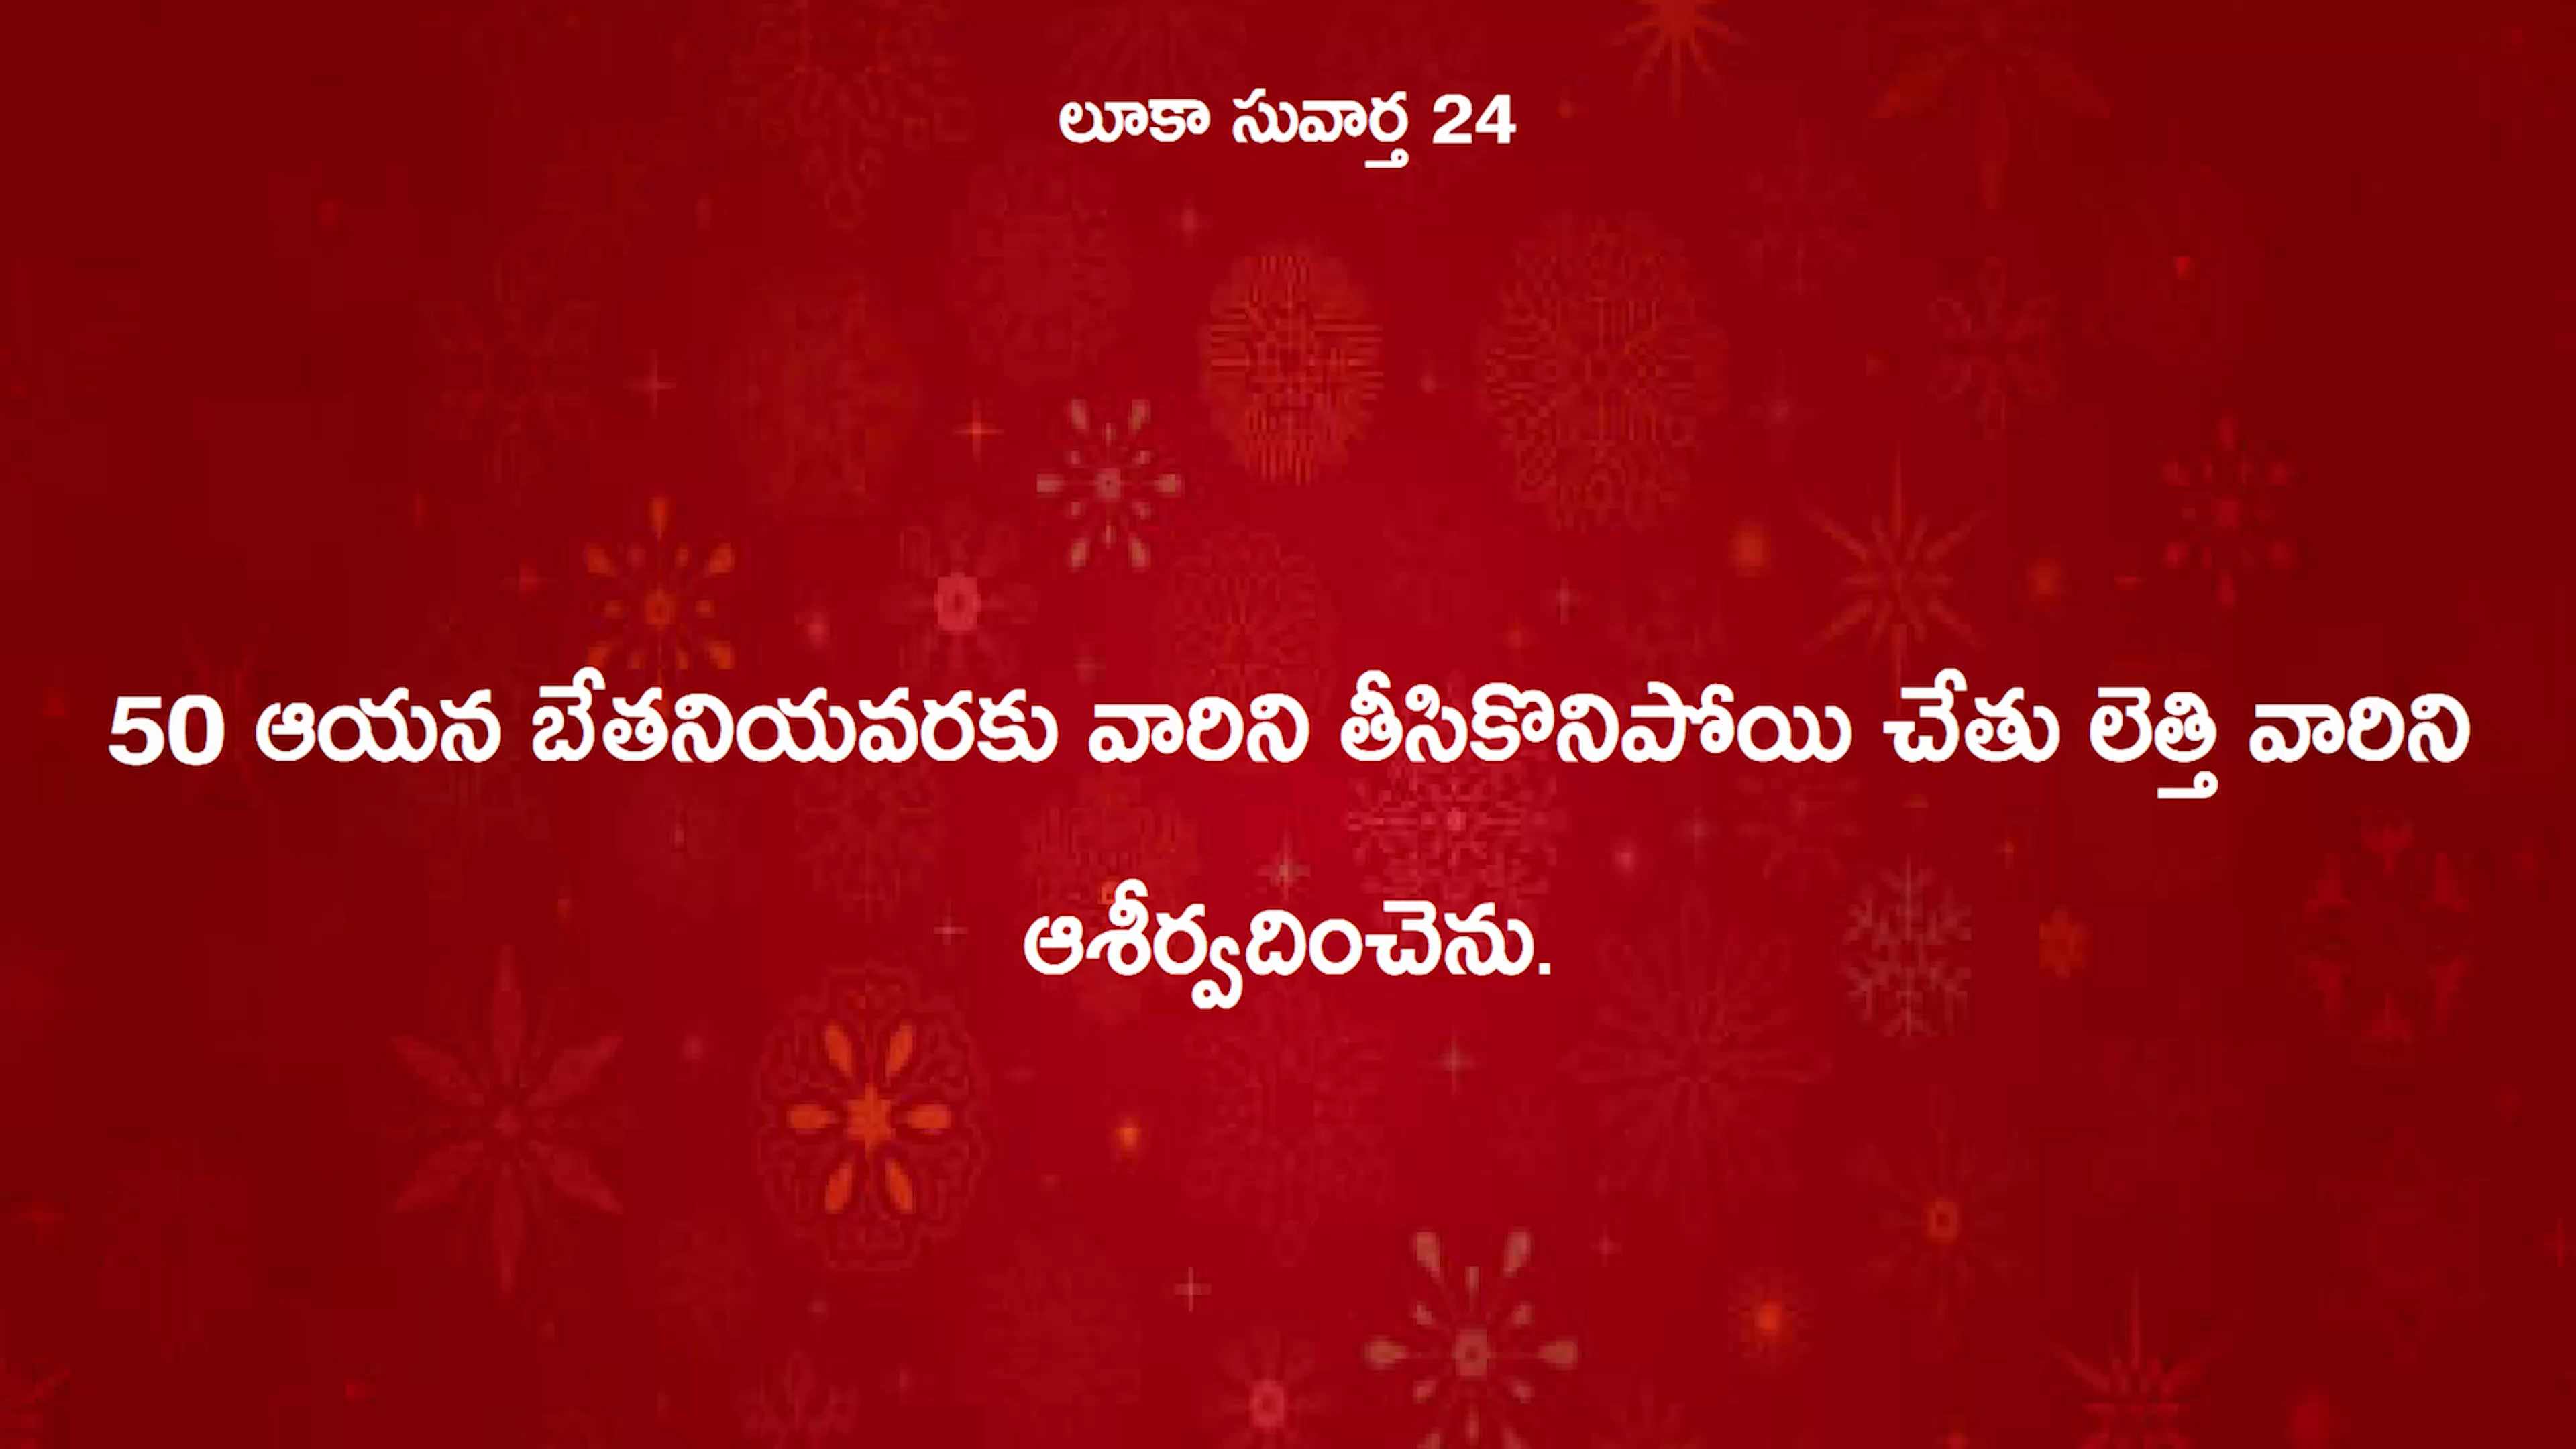 లూకా సువార్త 24
50 ఆయన బేతనియవరకు వారిని తీసికొనిపోయి చేతు లెత్తి వారిని
ఆశీర్వదించెను.